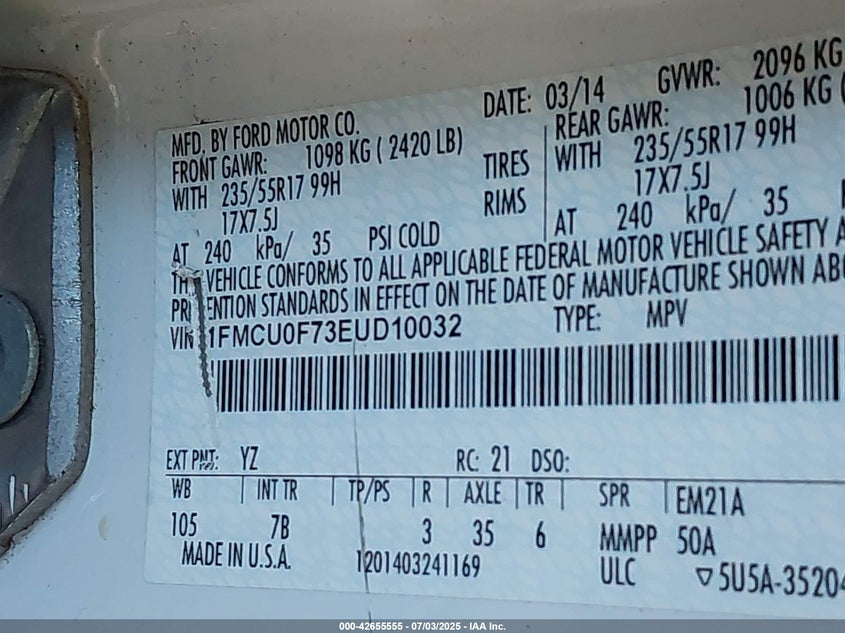 MFD. BY FORD MOTOR CO.
DATE: 03/14
GVWR: 2096 KG
FRONT GAWR: 1098 KG ( 2420 LB)
REAR GAWR: 1006 KG (
WITH 235/55R17 99H
TIRES
WITH 235/55R17 99H
17X7.5J
RIMS
17X7.5J
AT 240 kPa/ 35 PSI COLD
AT 240 kPa/ 35
VEHICLE CONFORMS TO ALL APPLICABLE FEDERAL MOTOR VEHICLE SAFETY A
ENTION STANDARDS IN EFFECT ON THE DATE OF MANUFACTURE SHOWN ABO
VIN 1FMCU0F73EUD10032
TYPE: MPV
EXT PNT: YZ RC: 21 DSO:
WB INT TR TP/PS R AXLE TR SPR EM21A
105 7B 3 35 6 MMPP 50A
MADE IN U.S.A. 1201403241169 ULC 5U5A-35204
000-42655555 - 07/03/2025 - IAA Inc.